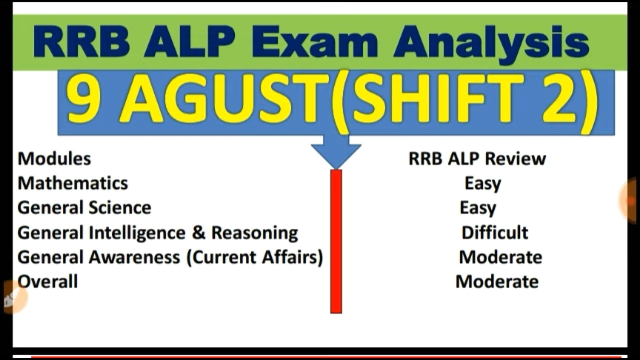 RRB ALP Exam Analysis
9 AGUST(SHIFT 2)
Modules RRB ALP Review
Mathematics Easy
General Science Easy
General Intelligence & Reasoning Difficult
General Awareness (Current Affairs) Moderate
Overall Moderate